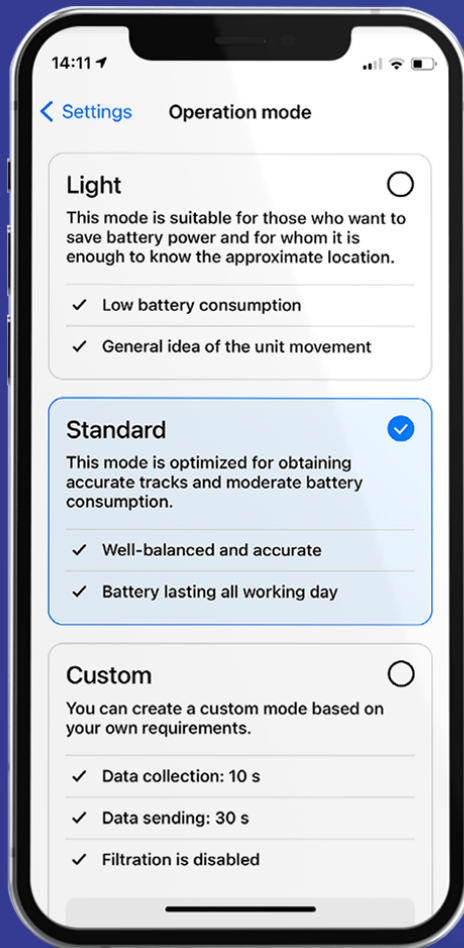 14:11
Settings
Operation mode
Light
This mode is suitable for those who want to
save battery power and for whom it is
enough to know the approximate location.
Low battery consumption
General idea of the unit movement
Standard
This mode is optimized for obtaining
accurate tracks and moderate battery
consumption.
Well-balanced and accurate
Battery lasting all working day
Custom
You can create a custom mode based on
your own requirements.
Data collection: 10 s
Data sending: 30 s
Filtration is disabled